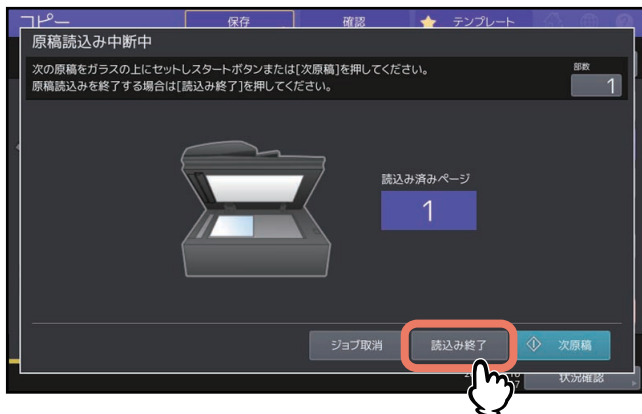 コピー
保存
確認
テンプレート
原稿読込み中断中
次の原稿をガラスの上にセットしスタートボタンまたは[次原稿]を押してください。
原稿読込みを終了する場合は[読込み終了]を押してください。
部数
1
読込み済みページ
1
ジョブ取消
読込み終了
次原稿
状況確認